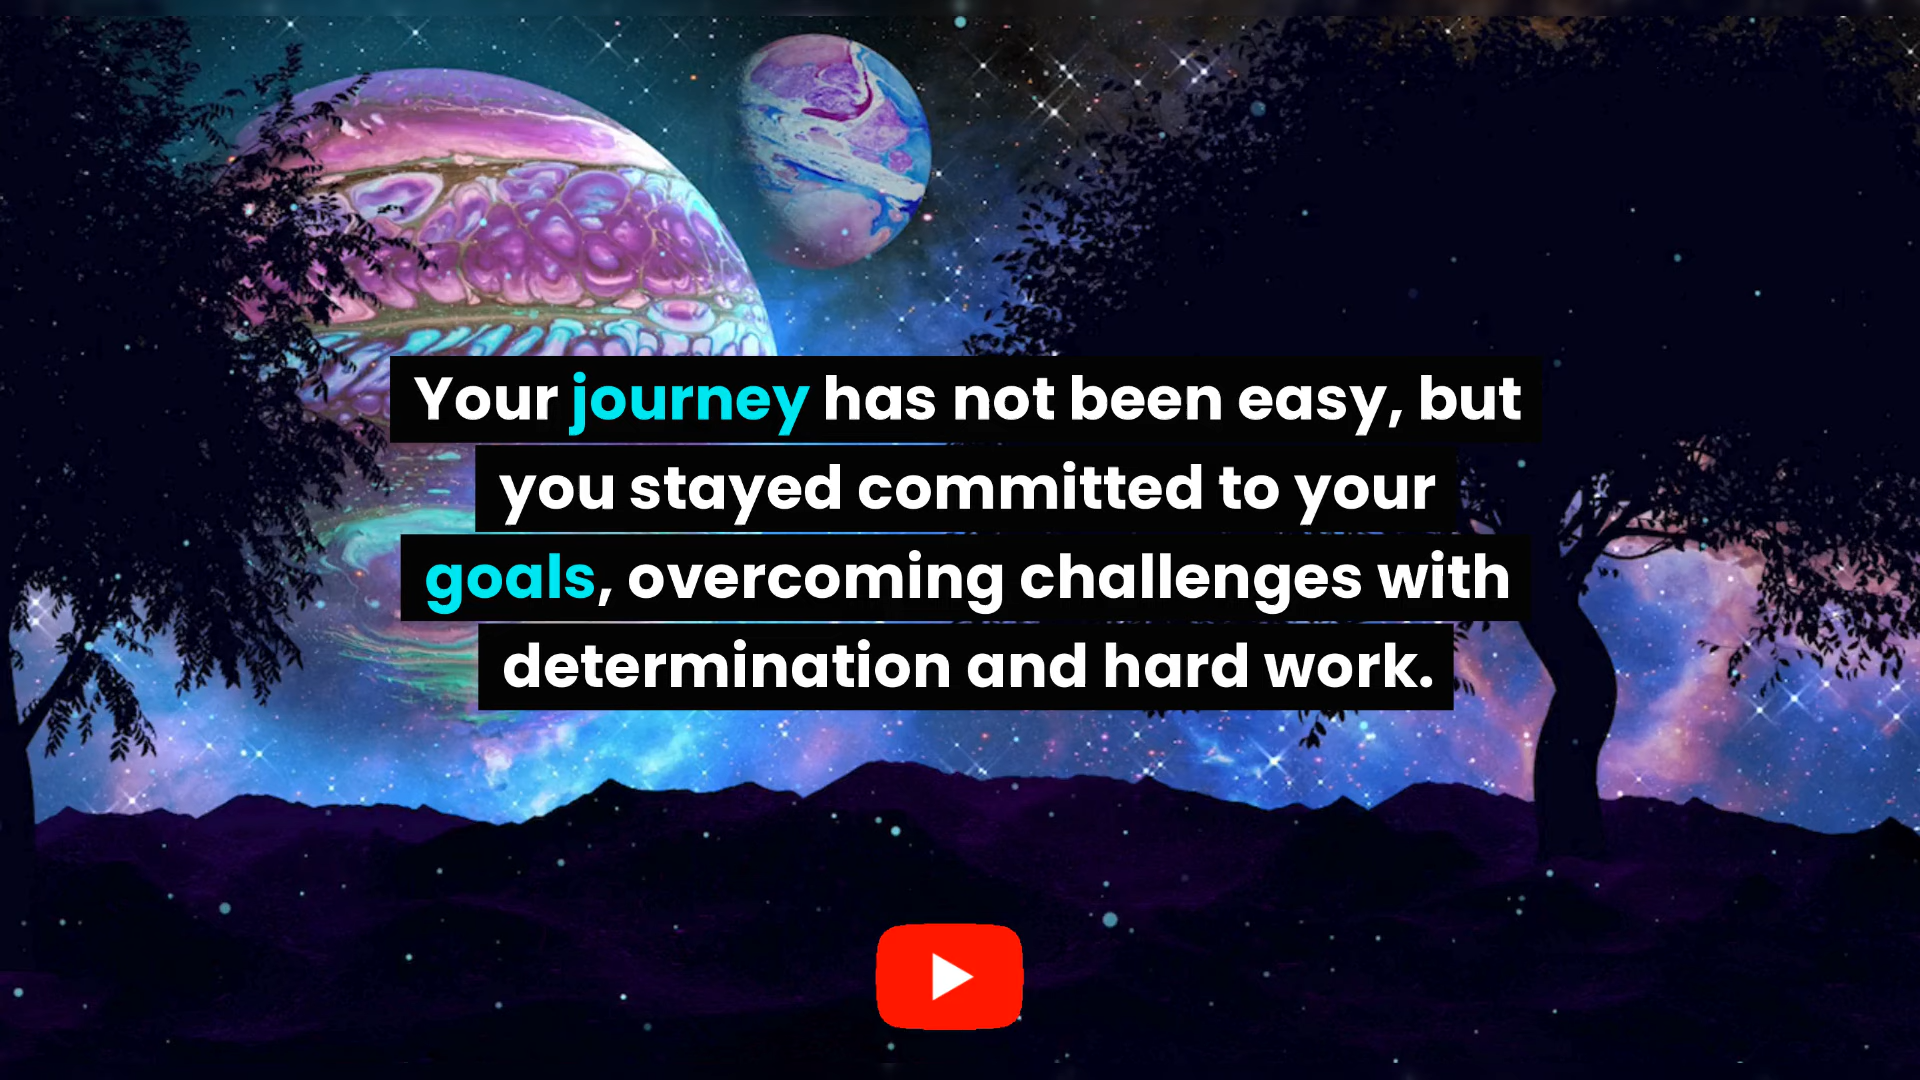 Your journey has not been easy, but
you stayed committed to your
goals, overcoming challenges with
determination and hard work.